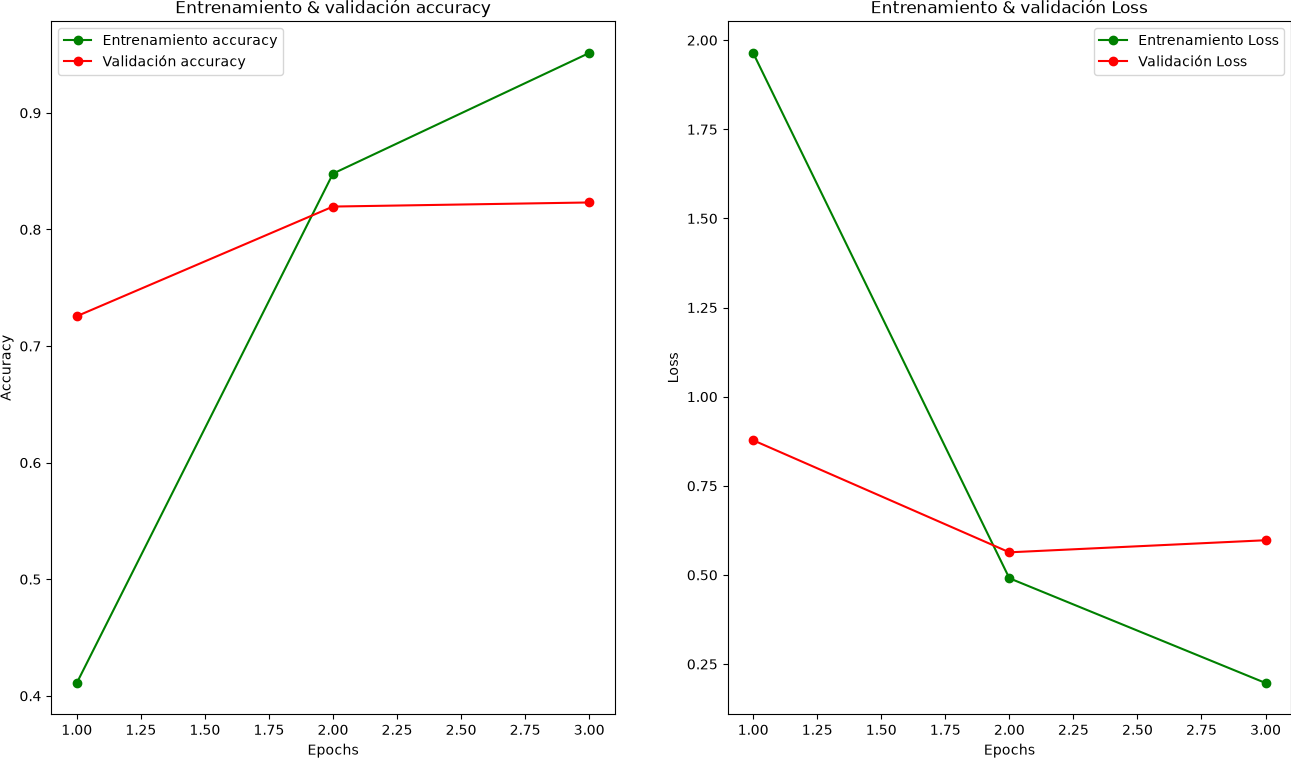 Entrenamiento & validación accuracy
Entrenamiento accuracy
Validación accuracy
0.9
0.8
0.7
0.6
0.5
0.4
Accuracy
1.00 1.25 1.50 1.75 2.00 2.25 2.50 2.75 3.00
Epochs
Entrenamiento & validación Loss
Entrenamiento Loss
Validación Loss
2.00
1.75
1.50
1.25
1.00
0.75
0.50
0.25
Loss
1.00 1.25 1.50 1.75 2.00 2.25 2.50 2.75 3.00
Epochs